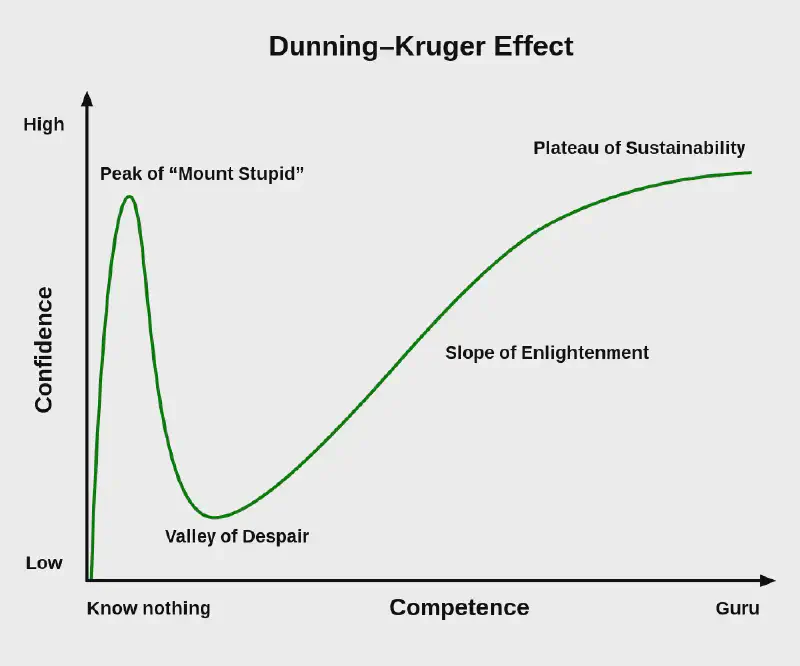 Dunning–Kruger Effect
High
Plateau of Sustainability
Peak of “Mount Stupid”
Confidence
Slope of Enlightenment
Valley of Despair
Low
Know nothing
Competence
Guru